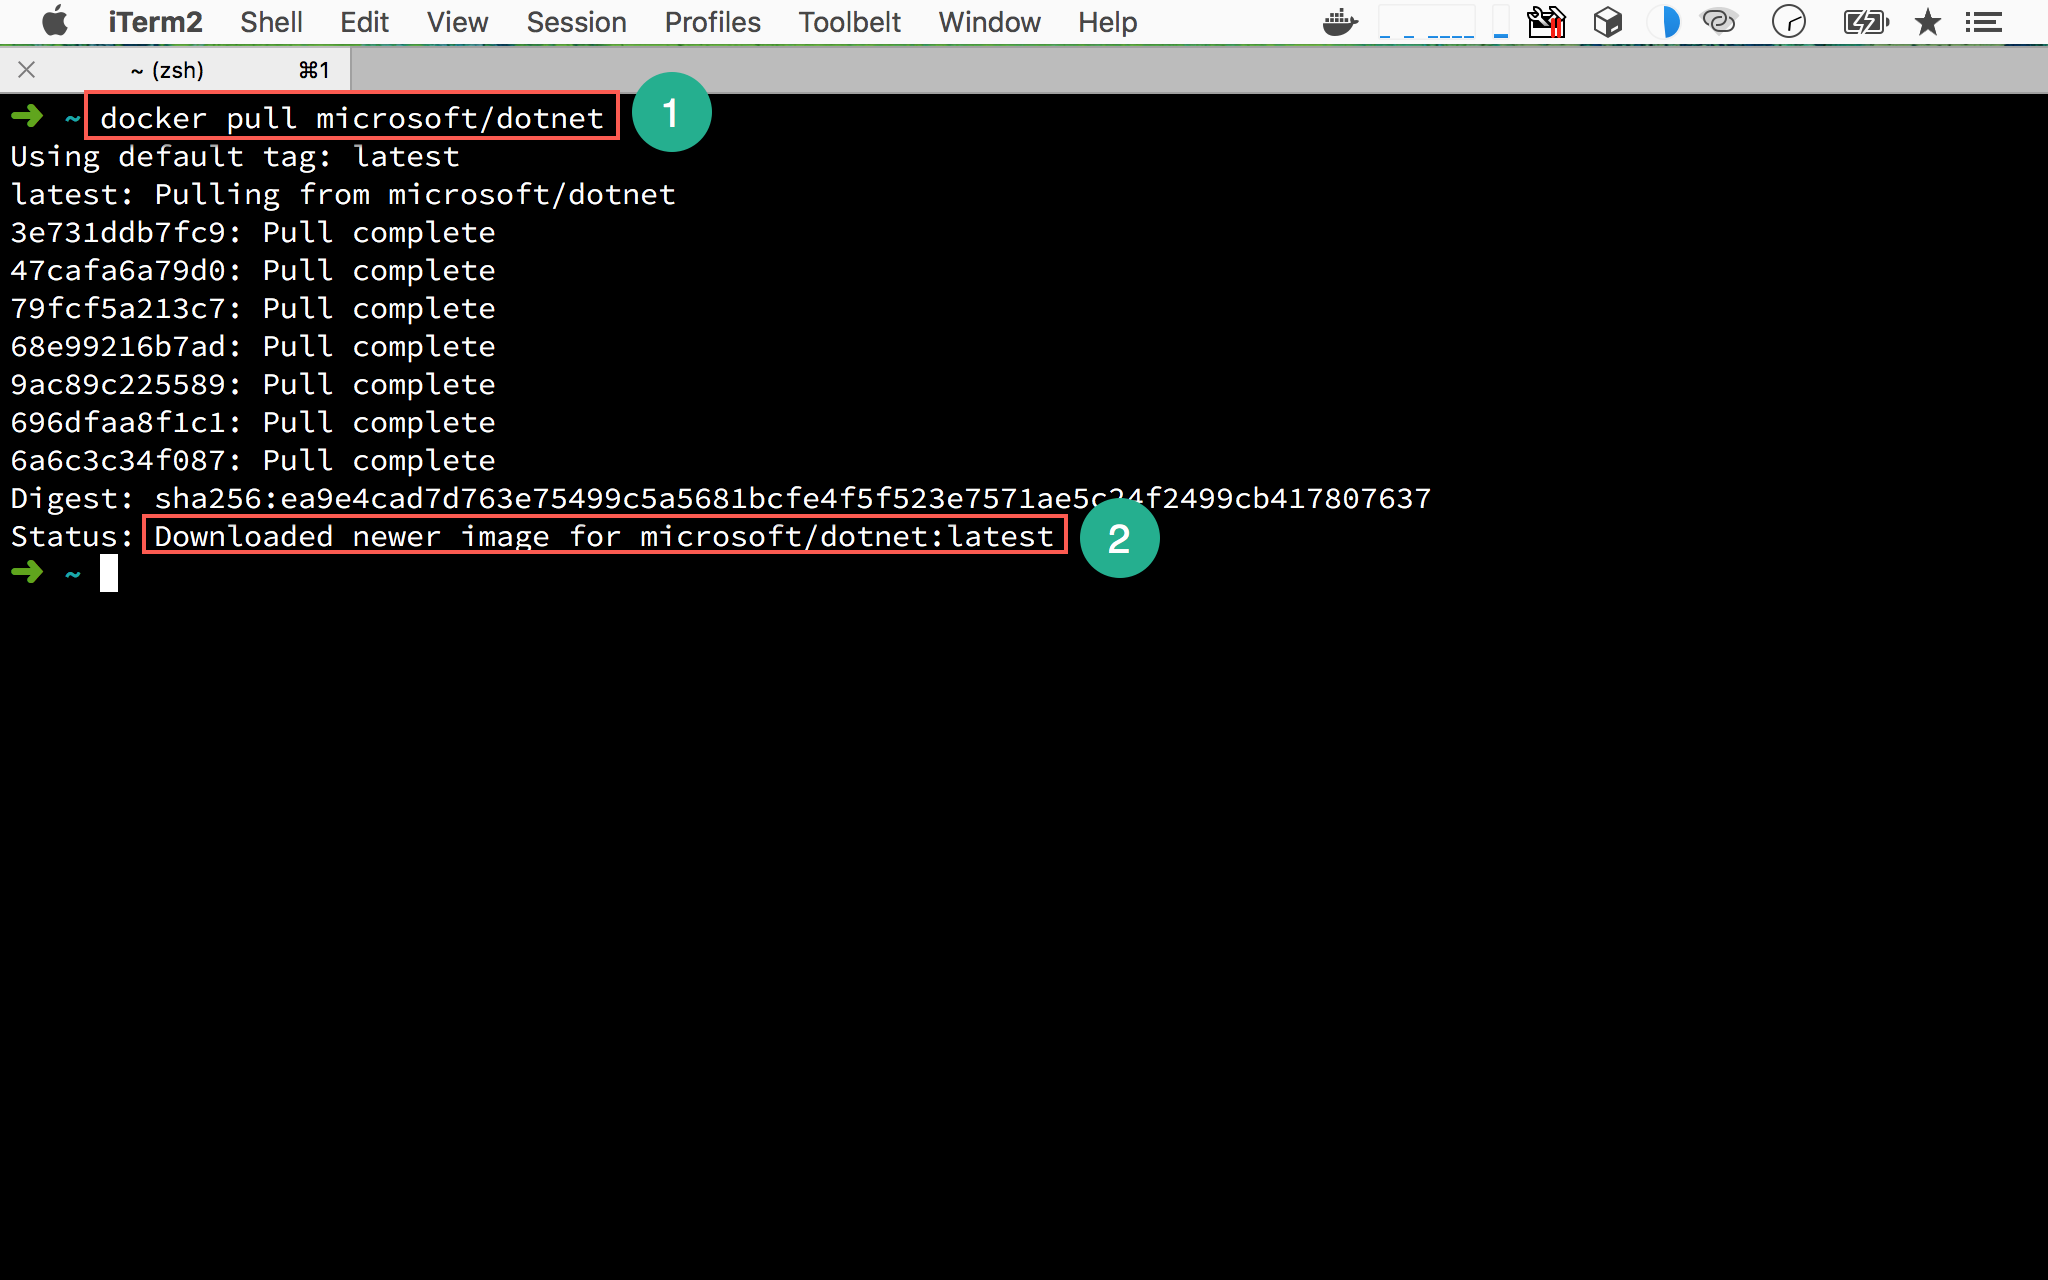 iTerm2 Shell Edit View Session Profiles Toolbelt Window Help
~ (zsh) ⌘1
➜ ~ docker pull microsoft/dotnet 1
Using default tag: latest
latest: Pulling from microsoft/dotnet
3e731ddb7fc9: Pull complete
47cafa6a79d0: Pull complete
79fcf5a213c7: Pull complete
68e99216b7ad: Pull complete
9ac89c225589: Pull complete
696dfaa8f1c1: Pull complete
6a6c3c34f087: Pull complete
Digest: sha256:ea9e4cad7d763e75499c5a5681bcfe4f5f523e7571ae5c24f2499cb417807637
Status: Downloaded newer image for microsoft/dotnet:latest 2
➜ ~